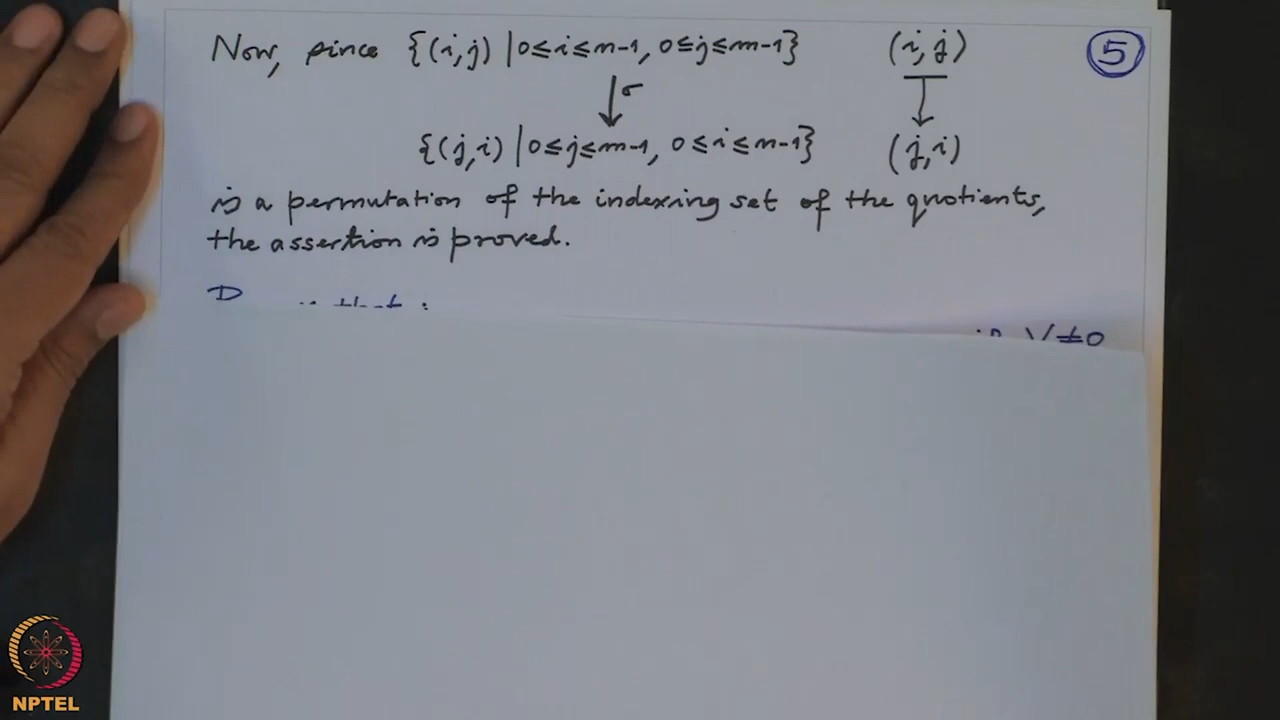 Now, since {(i,j) | 0≤i≤n-1, 0≤j≤m-1} (i,j) ⑤
↓σ
{(j,i) | 0≤j≤m-1, 0≤i≤n-1} (j,i)
is a permutation of the indexing set of the quotients,
the assertion is proved.
V≠0
NPTEL